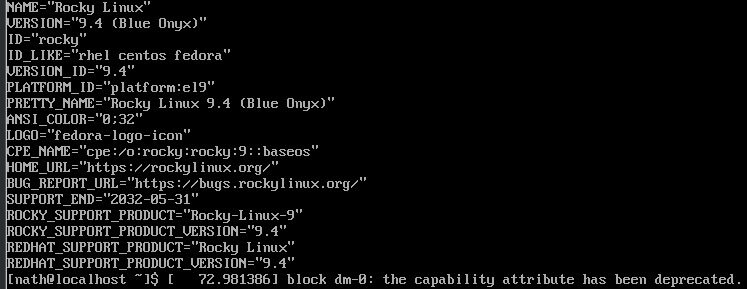 NAME="Rocky Linux"
VERSION="9.4 (Blue Onyx)"
ID="rocky"
ID_LIKE="rhel centos fedora"
VERSION_ID="9.4"
PLATFORM_ID="platform:el9"
PRETTY_NAME="Rocky Linux 9.4 (Blue Onyx)"
ANSI_COLOR="0;32"
LOGO="fedora-logo-icon"
CPE_NAME="cpe:/o:rocky:rocky:9::baseos"
HOME_URL="https://rockylinux.org/"
BUG_REPORT_URL="https://bugs.rockylinux.org/"
SUPPORT_END="2032-05-31"
ROCKY_SUPPORT_PRODUCT="Rocky-Linux-9"
ROCKY_SUPPORT_PRODUCT_VERSION="9.4"
REDHAT_SUPPORT_PRODUCT="Rocky Linux"
REDHAT_SUPPORT_PRODUCT_VERSION="9.4"
[nath@localhost ~]$ [   72.981386] block dm-0: the capability attribute has been deprecated.